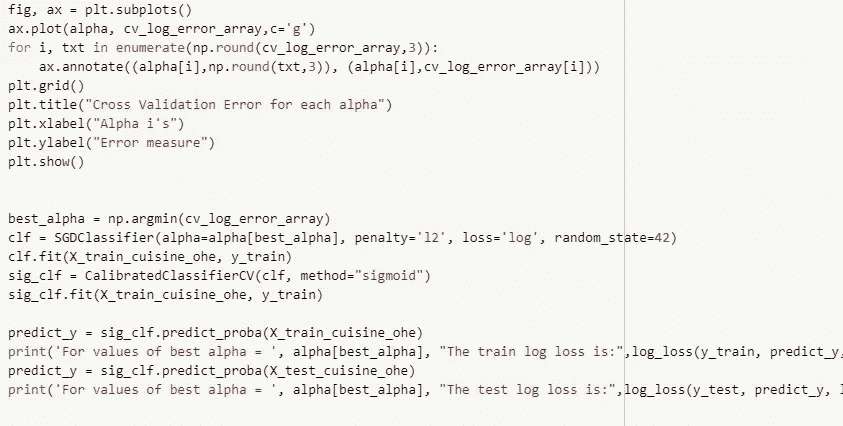 fig, ax = plt.subplots()
ax.plot(alpha, cv_log_error_array,c='g')
for i, txt in enumerate(np.round(cv_log_error_array,3)):
    ax.annotate((alpha[i],np.round(txt,3)), (alpha[i],cv_log_error_array[i]))
plt.grid()
plt.title("Cross Validation Error for each alpha")
plt.xlabel("Alpha i's")
plt.ylabel("Error measure")
plt.show()
best_alpha = np.argmin(cv_log_error_array)
clf = SGDClassifier(alpha=alpha[best_alpha], penalty='l2', loss='log', random_state=42)
clf.fit(X_train_cuisine_ohe, y_train)
sig_clf = CalibratedClassifierCV(clf, method="sigmoid")
sig_clf.fit(X_train_cuisine_ohe, y_train)
predict_y = sig_clf.predict_proba(X_train_cuisine_ohe)
print('For values of best alpha = ', alpha[best_alpha], "The train log loss is:",log_loss(y_train, predict_y,
predict_y = sig_clf.predict_proba(X_test_cuisine_ohe)
print('For values of best alpha = ', alpha[best_alpha], "The test log loss is:",log_loss(y_test, predict_y, l